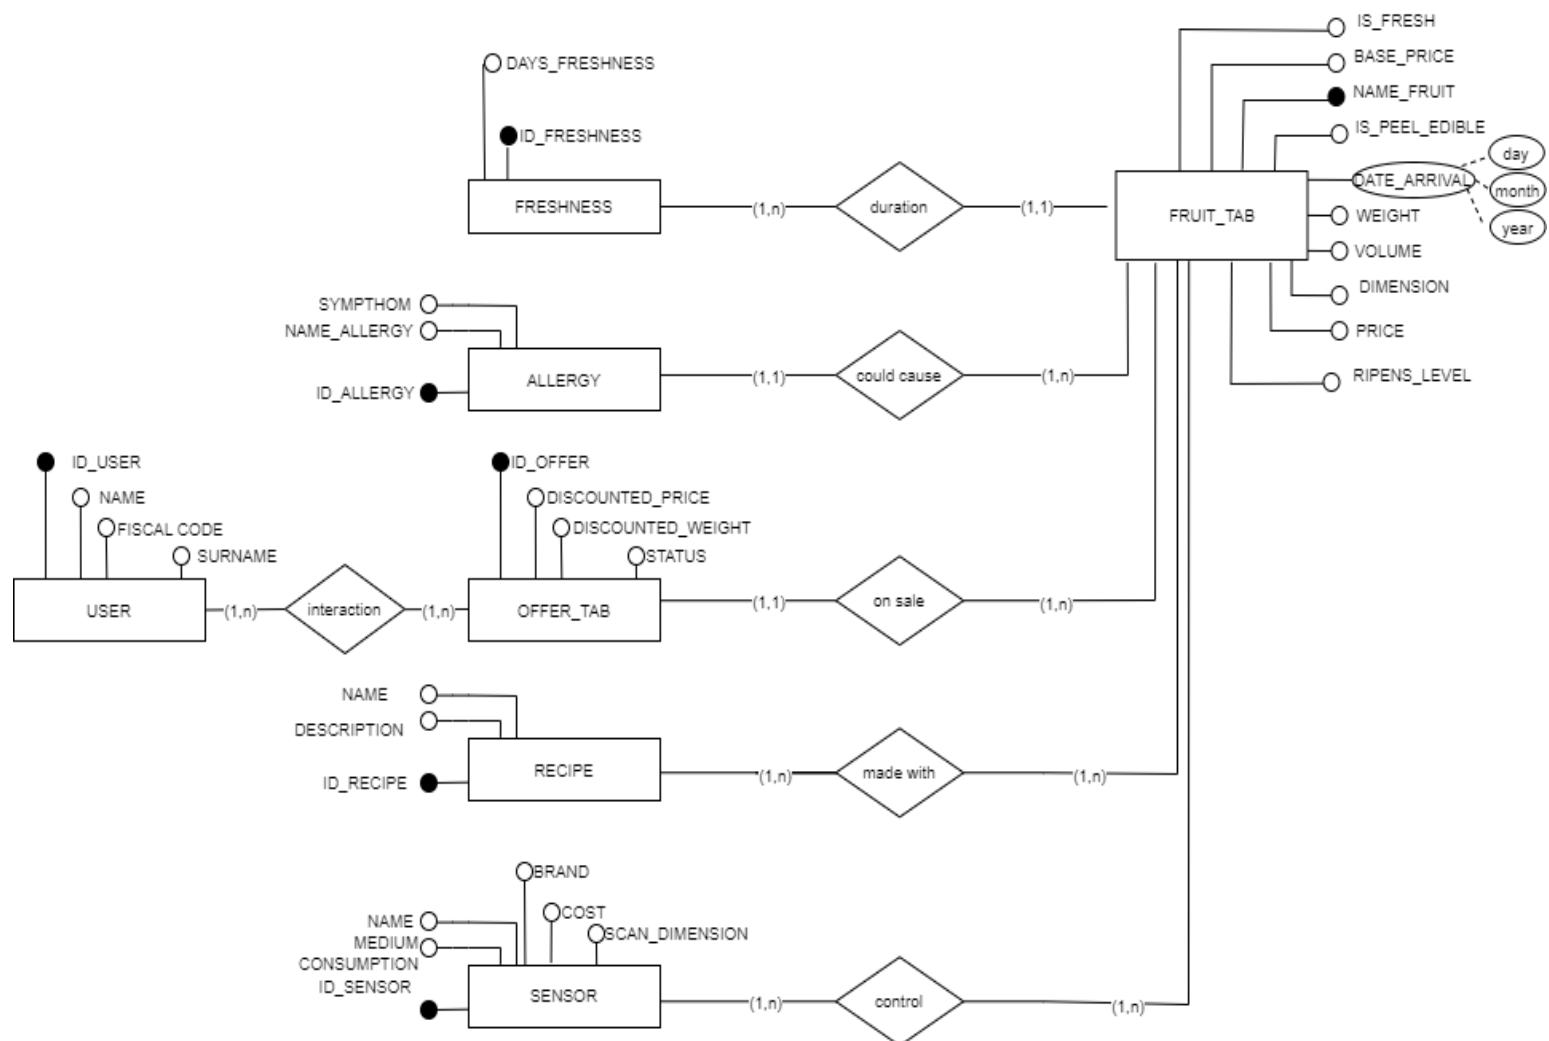 IS_FRESH
BASE_PRICE
NAME_FRUIT
IS_PEEL_EDIBLE
DATE_ARRIVAL
day
month
year
WEIGHT
VOLUME
DIMENSION
PRICE
RIPENS_LEVEL
FRUIT_TAB
DAYS_FRESHNESS
ID_FRESHNESS
FRESHNESS
(1,n)
duration
(1,1)
SYMPTHOM
NAME_ALLERGY
ID_ALLERGY
ALLERGY
(1,1)
could cause
(1,n)
ID_USER
NAME
FISCAL CODE
SURNAME
USER
(1,n)
interaction
(1,n)
ID_OFFER
DISCOUNTED_PRICE
DISCOUNTED_WEIGHT
STATUS
OFFER_TAB
(1,1)
on sale
(1,n)
NAME
DESCRIPTION
ID_RECIPE
RECIPE
(1,n)
made with
(1,n)
BRAND
COST
SCAN_DIMENSION
NAME
MEDIUM
CONSUMPTION
ID_SENSOR
SENSOR
(1,n)
control
(1,n)